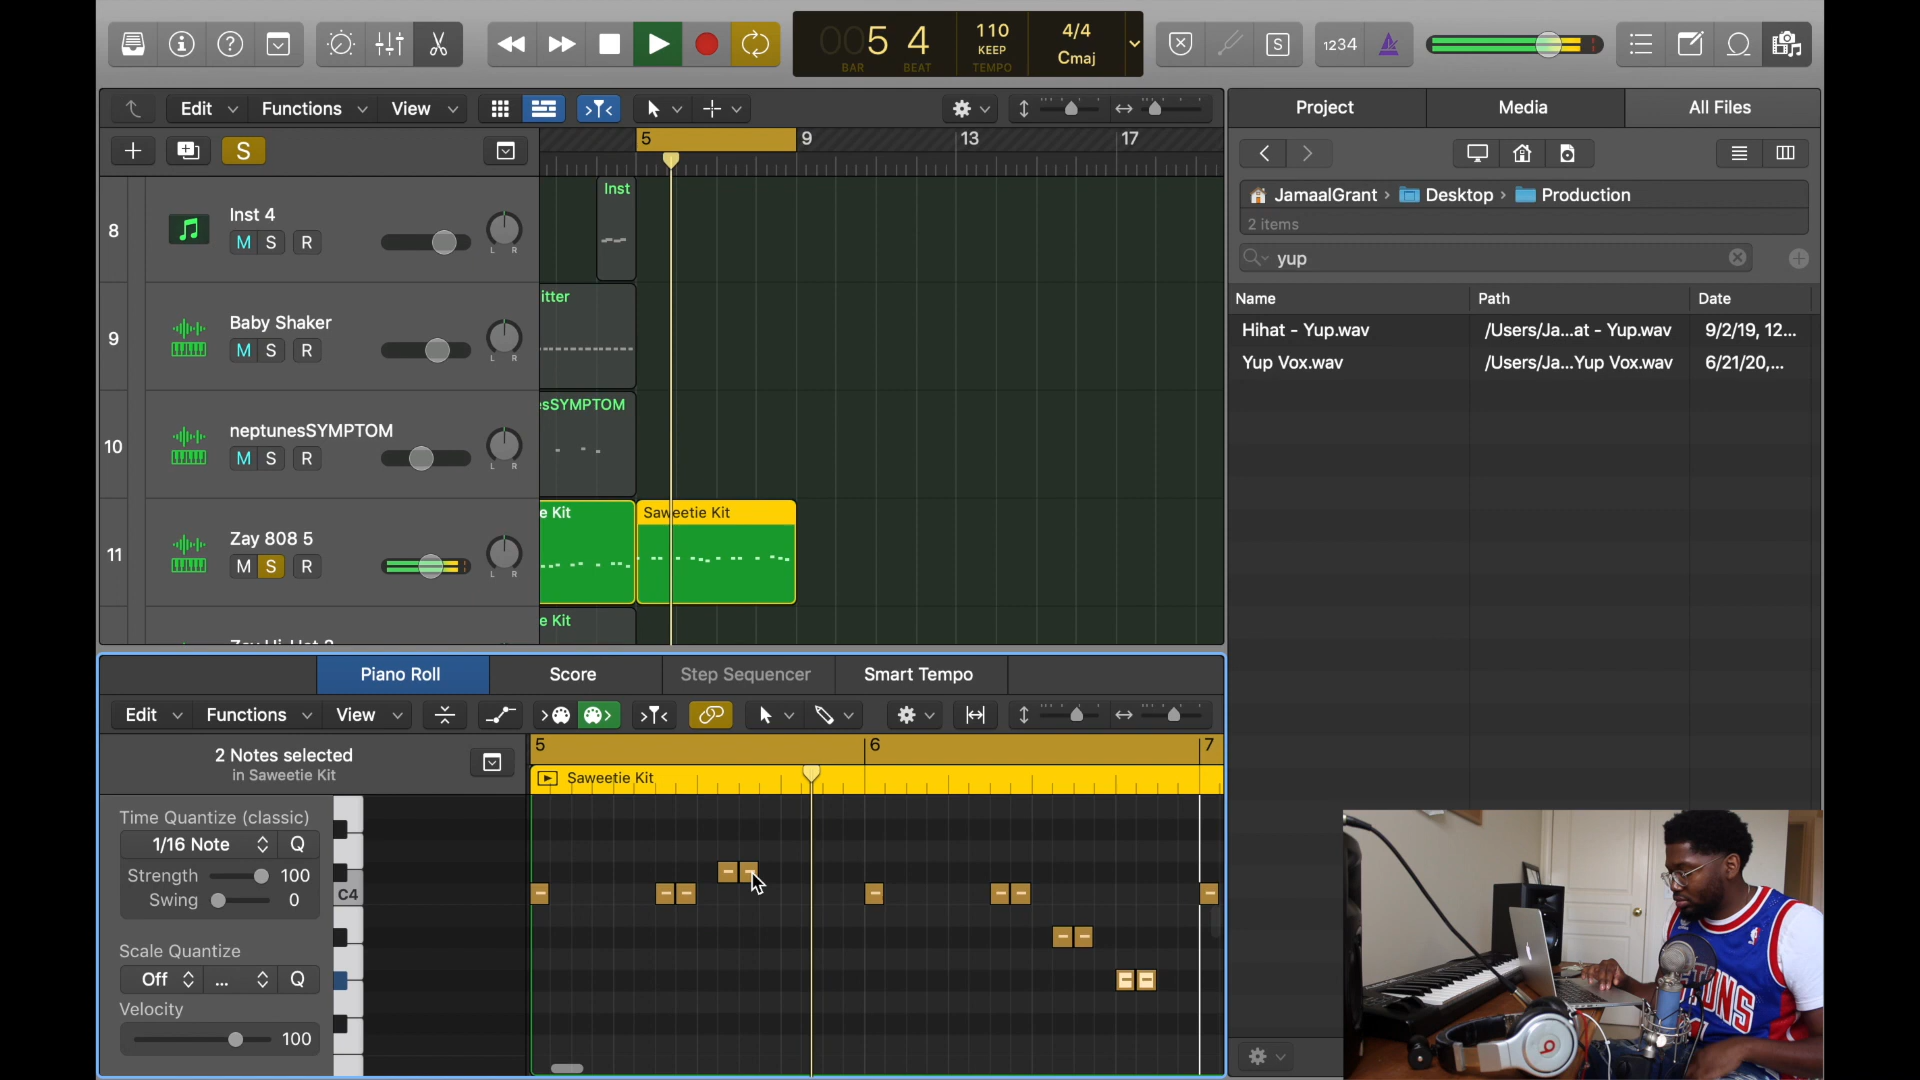 005 4
BAR BEAT
110
KEEP
TEMPO
4/4
Cmaj
S
1234
Edit
Functions
View
S
5
9
13
17
8
Inst 4
M S R
L R
Inst
9
Baby Shaker
M S R
L R
itter
10
neptunesSYMPTOM
M S R
L R
sSYMPTOM
11
Zay 808 5
M S R
L R
e Kit
Saweetie Kit
Zay Hi-Hat 2
e Kit
Project
Media
All Files
JamaalGrant
Desktop
Production
2 items
yup
Name
Path
Date
Hihat - Yup.wav
/Users/Ja...at - Yup.wav
9/2/19, 12...
Yup Vox.wav
/Users/Ja...Yup Vox.wav
6/21/20,...
Piano Roll
Score
Step Sequencer
Smart Tempo
Edit
Functions
View
2 Notes selected
in Saweetie Kit
5
6
7
Saweetie Kit
Time Quantize (classic)
1/16 Note
Q
Strength
100
Swing
0
Scale Quantize
Off
...
Q
Velocity
100
C4